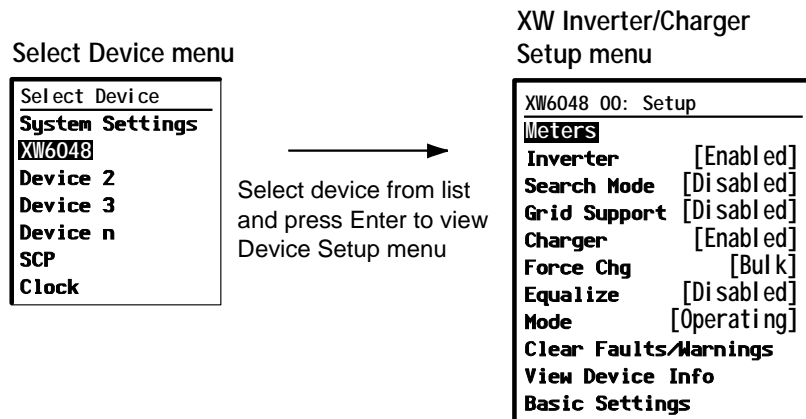 Select Device menu
Select Device
System Settings
XW6048
Device 2
Device 3
Device n
SCP
Clock
Select device from list
and press Enter to view
Device Setup menu
XW Inverter/Charger
Setup menu
XW6048 00: Setup
Meters
Inverter [Enabled]
Search Mode [Disabled]
Grid Support [Disabled]
Charger [Enabled]
Force Chg [Bulk]
Equalize [Disabled]
Mode [Operating]
Clear Faults/Warnings
View Device Info
Basic Settings